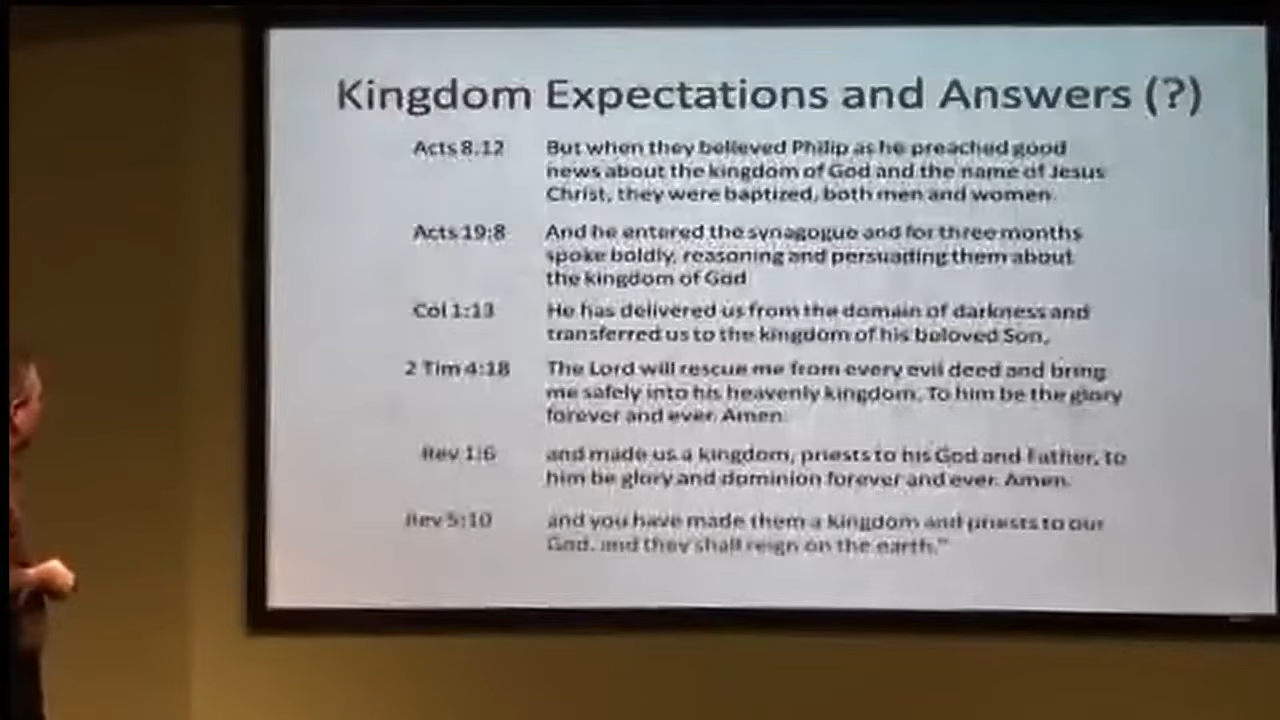 Kingdom Expectations and Answers (?)
Acts 8.12 But when they believed Philip as he preached good
news about the kingdom of God and the name of Jesus
Christ, they were baptized, both men and women.
Acts 19:8 And he entered the synagogue and for three months
spoke boldly, reasoning and persuading them about
the kingdom of God
Col 1:13 He has delivered us from the domain of darkness and
transferred us to the kingdom of his beloved Son,
2 Tim 4:18 The Lord will rescue me from every evil deed and bring
me safely into his heavenly kingdom. To him be the glory
forever and ever. Amen.
Rev 1:6 and made us a kingdom, priests to his God and Father, to
him be glory and dominion forever and ever. Amen.
Rev 5:10 and you have made them a kingdom and priests to our
God, and they shall reign on the earth."